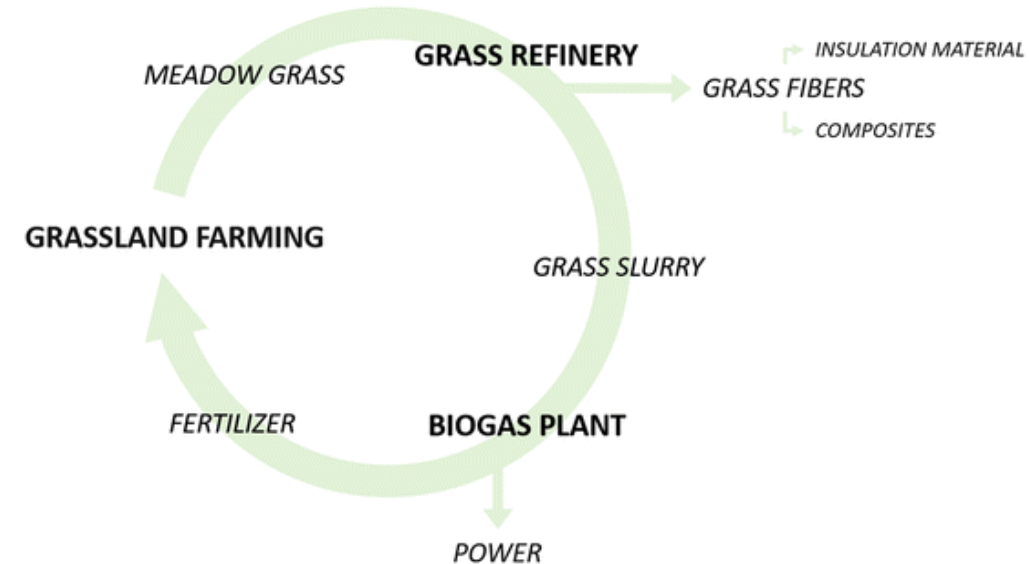 GRASS REFINERY
INSULATION MATERIAL
MEADOW GRASS
GRASS FIBERS
COMPOSITES
GRASSLAND FARMING
GRASS SLURRY
FERTILIZER
BIOGAS PLANT
POWER